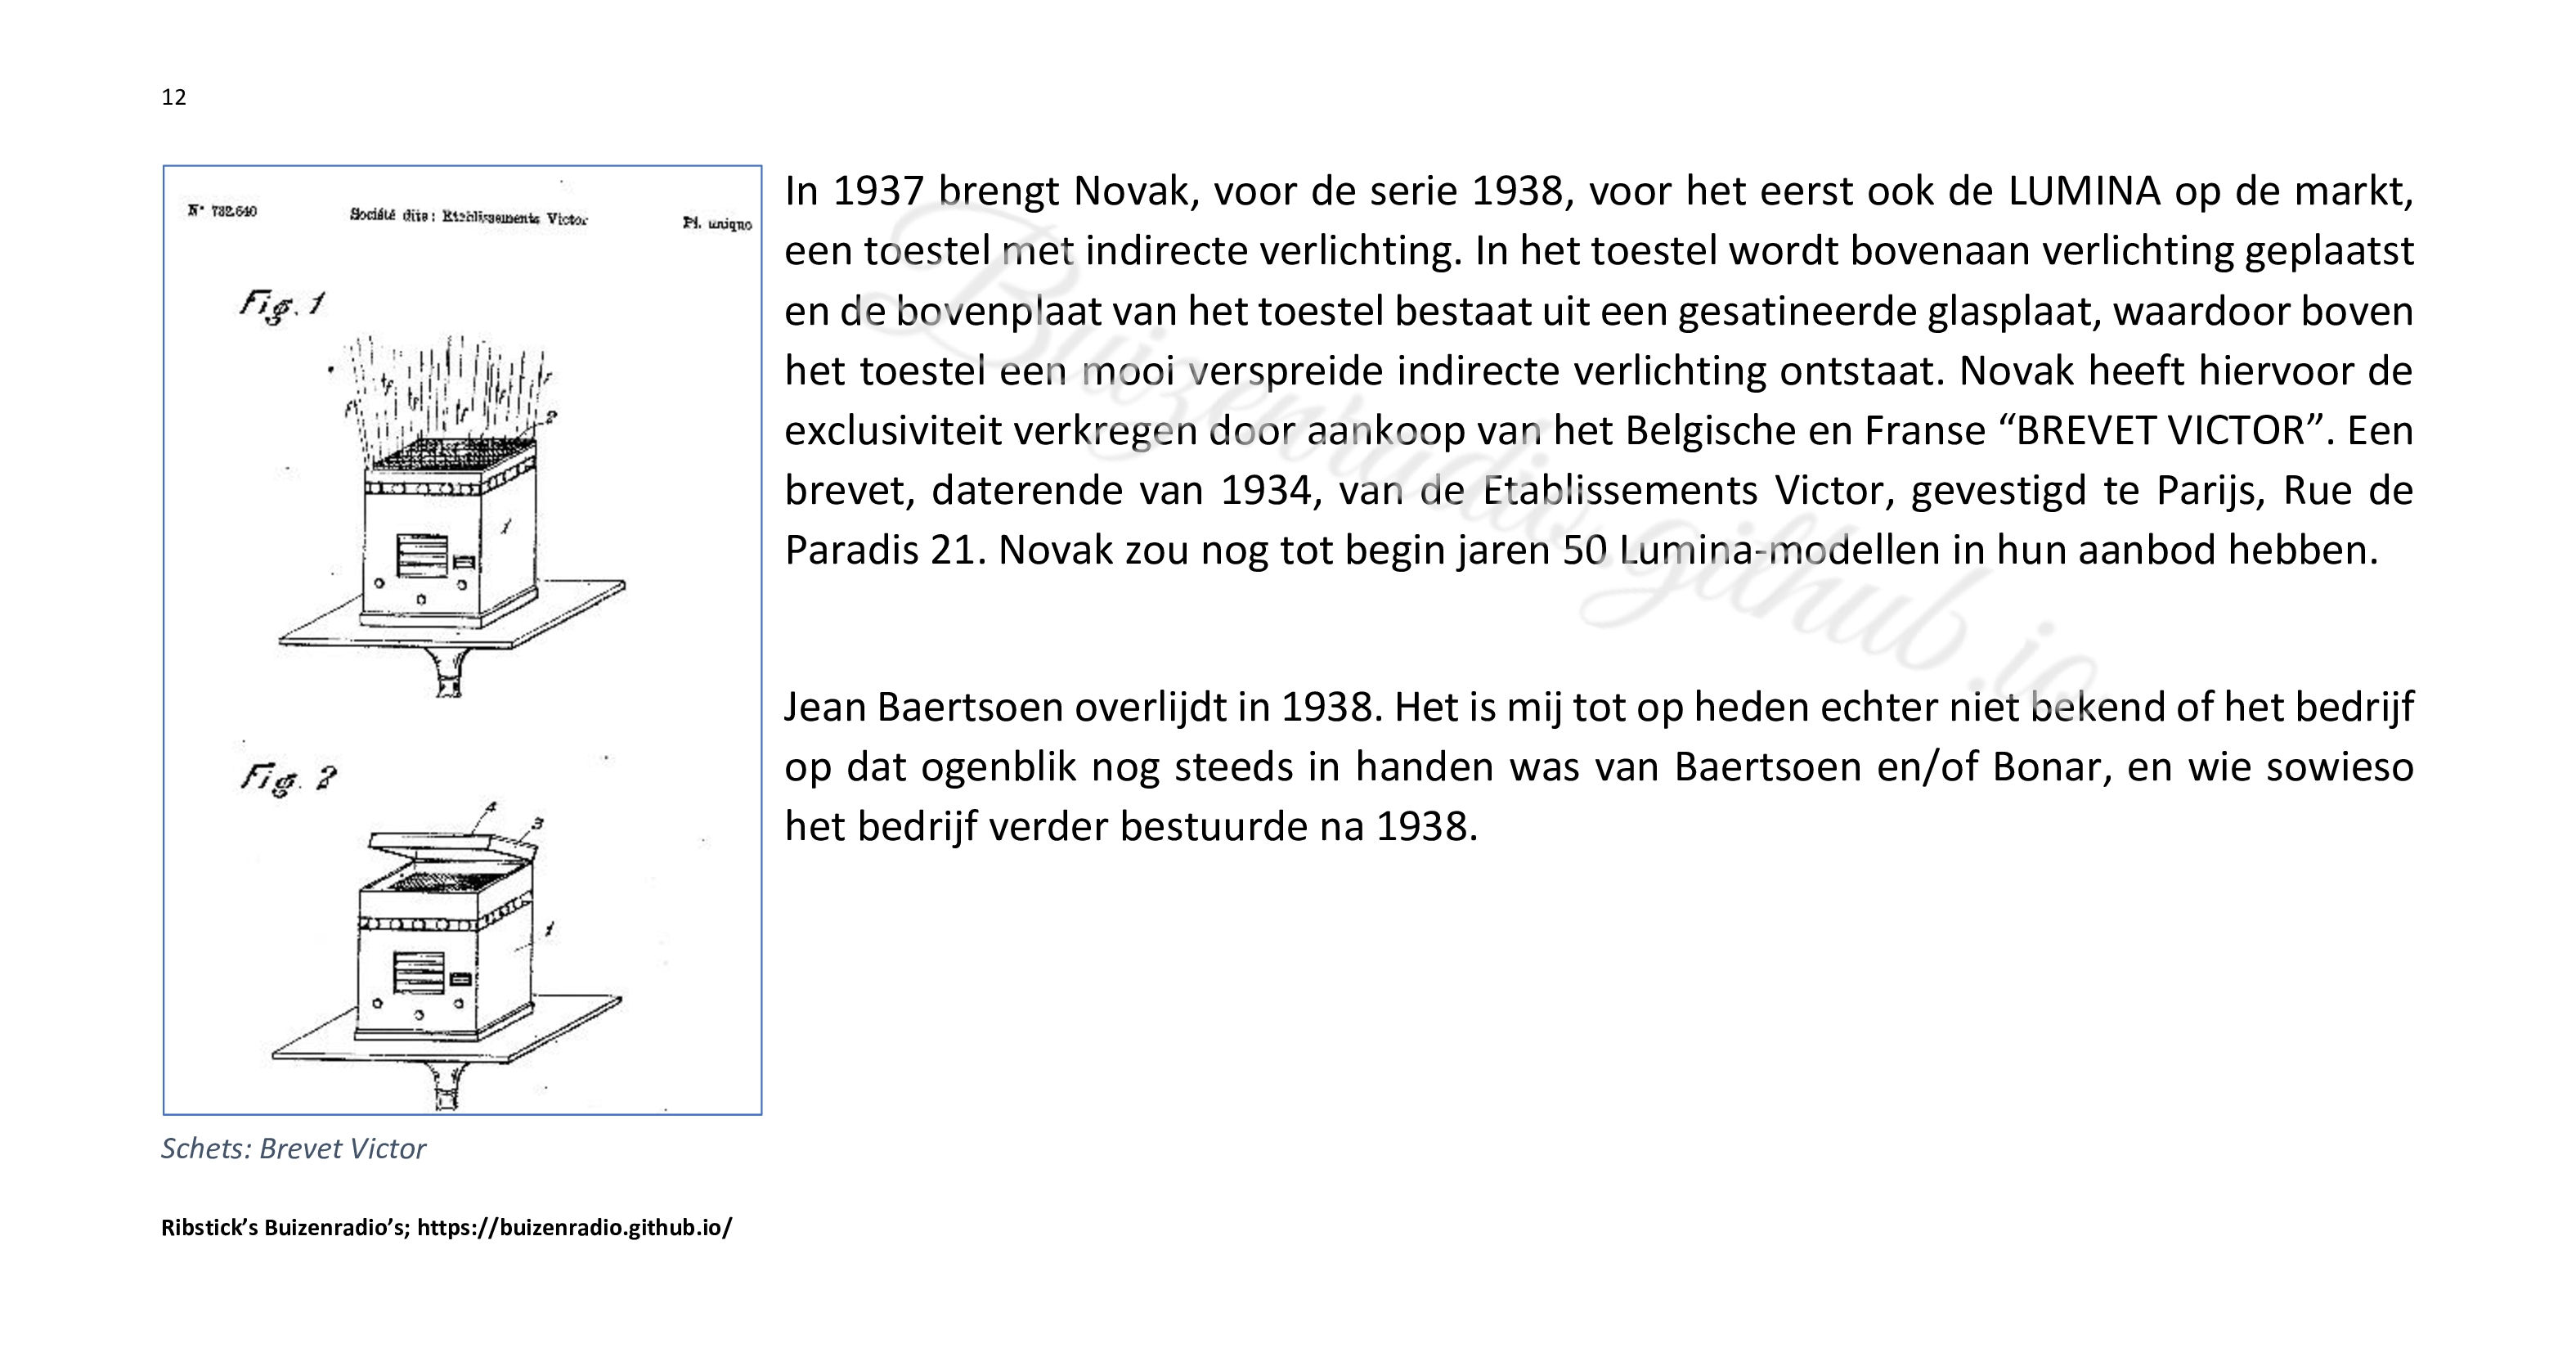 12
N° 732.640
Société dite: Etablissements Victor
Pl. unique
Fig. 1
2
1
Fig. 2
4
3
1
Schets: Brevet Victor
In 1937 brengt Novak, voor de serie 1938, voor het eerst ook de LUMINA op de markt,
een toestel met indirecte verlichting. In het toestel wordt bovenaan verlichting geplaatst
en de bovenplaat van het toestel bestaat uit een gesatineerde glasplaat, waardoor boven
het toestel een mooi verspreide indirecte verlichting ontstaat. Novak heeft hiervoor de
exclusiviteit verkregen door aankoop van het Belgische en Franse “BREVET VICTOR”. Een
brevet, daterende van 1934, van de Etablissements Victor, gevestigd te Parijs, Rue de
Paradis 21. Novak zou nog tot begin jaren 50 Lumina-modellen in hun aanbod hebben.
Jean Baertsoen overlijdt in 1938. Het is mij tot op heden echter niet bekend of het bedrijf
op dat ogenblik nog steeds in handen was van Baertsoen en/of Bonar, en wie sowieso
het bedrijf verder bestuurde na 1938.
Buizenradio.github.io
Ribstick’s Buizenradio’s; https://buizenradio.github.io/